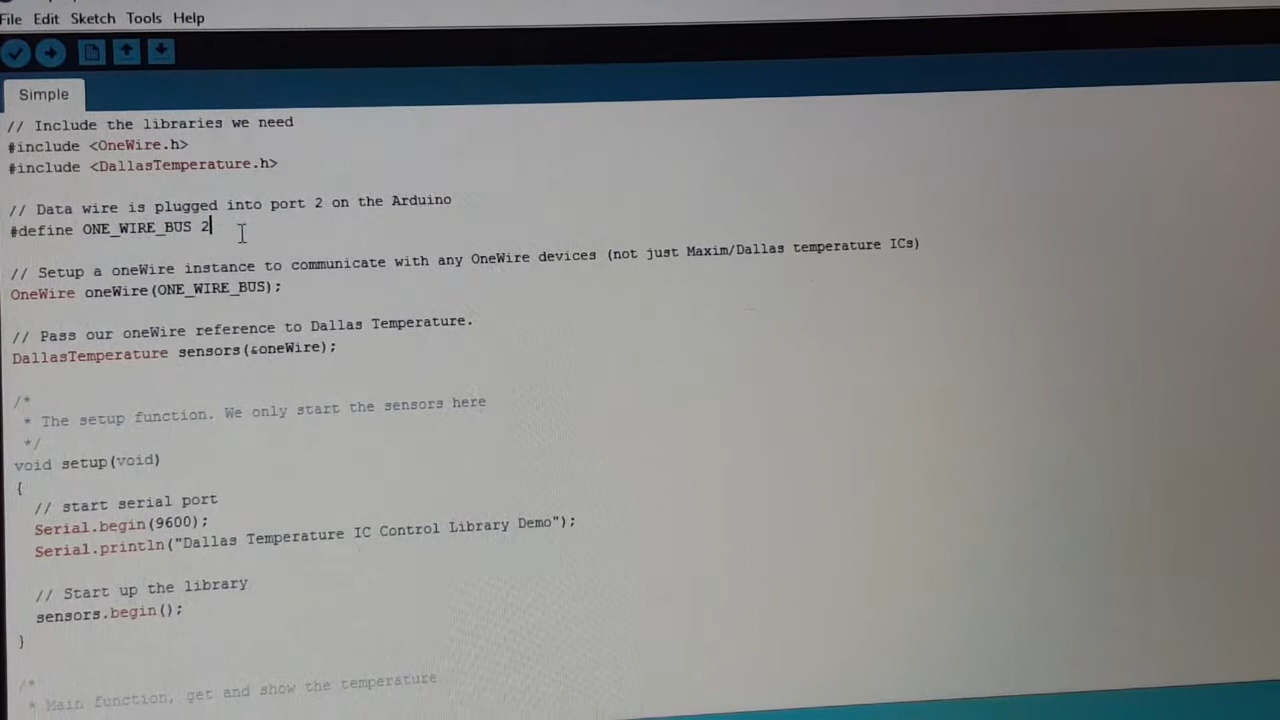 File Edit Sketch Tools Help
Simple
// Include the libraries we need
#include <OneWire.h>
#include <DallasTemperature.h>
// Data wire is plugged into port 2 on the Arduino
#define ONE_WIRE_BUS 2
// Setup a oneWire instance to communicate with any OneWire devices (not just Maxim/Dallas temperature ICs)
OneWire oneWire(ONE_WIRE_BUS);
// Pass our oneWire reference to Dallas Temperature.
DallasTemperature sensors(&oneWire);
/*
* The setup function. We only start the sensors here
*/
void setup(void)
{
// start serial port
Serial.begin(9600);
Serial.println("Dallas Temperature IC Control Library Demo");
// Start up the library
sensors.begin();
}
/*
* Main function, get and show the temperature